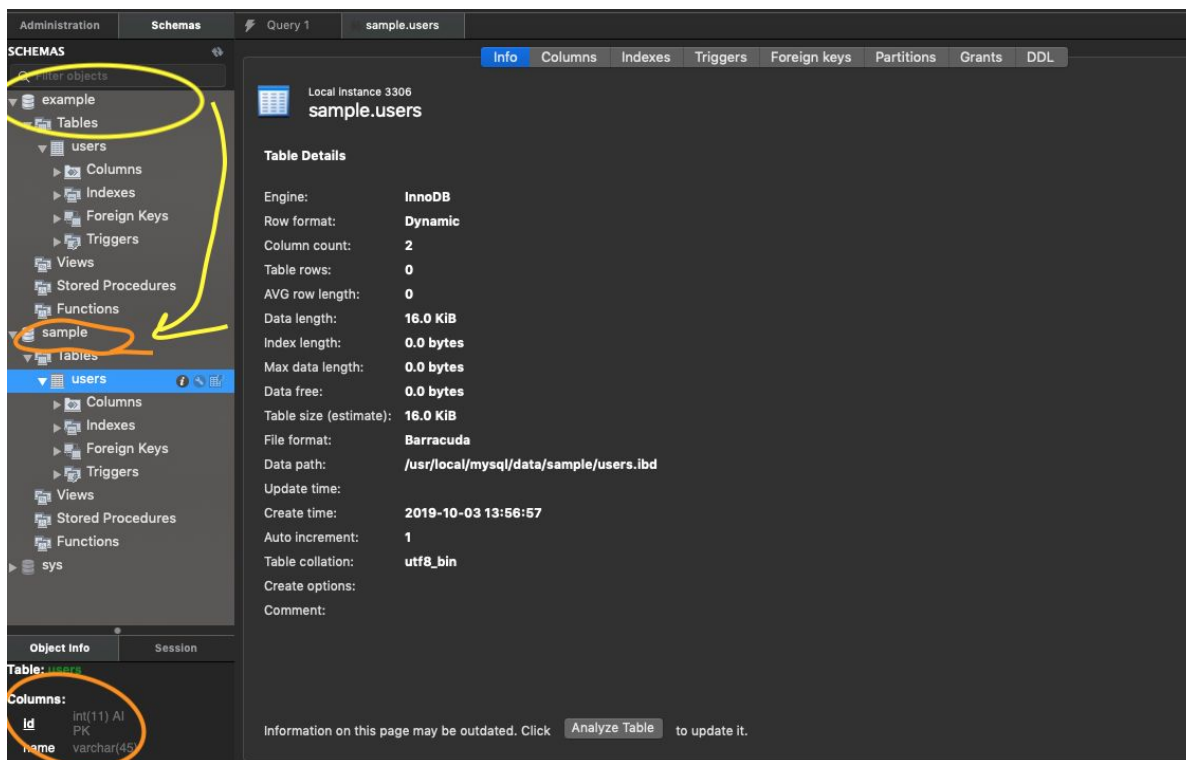 Administration Schemas Query 1 sample.users
SCHEMAS
Filter objects
example
Tables
users
Columns
Indexes
Foreign Keys
Triggers
Views
Stored Procedures
Functions
sample
Tables
users
Columns
Indexes
Foreign Keys
Triggers
Views
Stored Procedures
Functions
sys
Object Info Session
Table: users
Columns:
id int(11) AI
PK
name varchar(45)
Info Columns Indexes Triggers Foreign keys Partitions Grants DDL
Local instance 3306
sample.users
Table Details
Engine: InnoDB
Row format: Dynamic
Column count: 2
Table rows: 0
AVG row length: 0
Data length: 16.0 KiB
Index length: 0.0 bytes
Max data length: 0.0 bytes
Data free: 0.0 bytes
Table size (estimate): 16.0 KiB
File format: Barracuda
Data path: /usr/local/mysql/data/sample/users.ibd
Update time:
Create time: 2019-10-03 13:56:57
Auto increment: 1
Table collation: utf8_bin
Create options:
Comment:
Information on this page may be outdated. Click Analyze Table to update it.